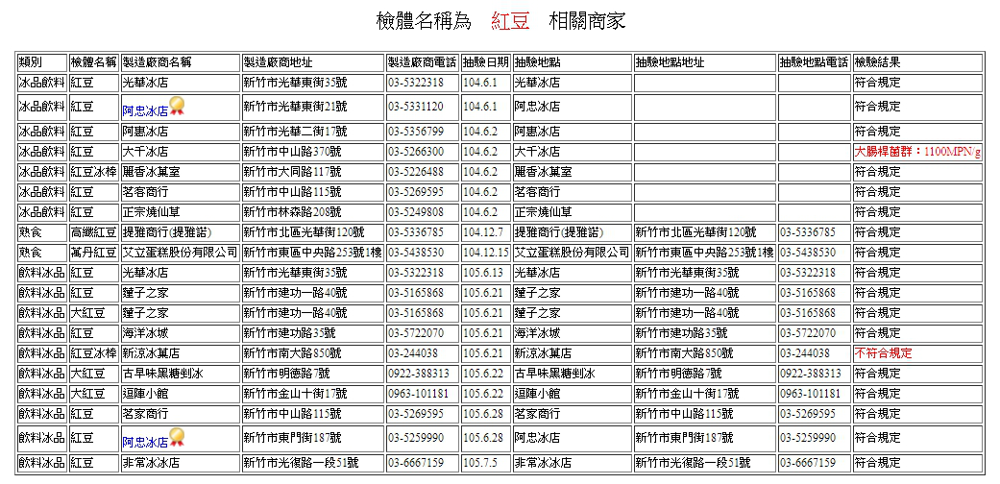 檢體名稱為 紅豆 相關商家
類別 檢體名稱 製造廠商名稱 製造廠商地址 製造廠商電話 抽驗日期 抽驗地點 抽驗地點地址 抽驗地點電話 檢驗結果
冰品飲料 紅豆 光華冰店 新竹市光華東街35號 03-5322318 104.6.1 光華冰店 符合規定
冰品飲料 紅豆 阿忠冰店 新竹市光華東街21號 03-5331120 104.6.1 阿忠冰店 符合規定
冰品飲料 紅豆 阿惠冰店 新竹市光華二街17號 03-5356799 104.6.2 阿惠冰店 符合規定
冰品飲料 紅豆 大千冰店 新竹市中山路370號 03-5266300 104.6.2 大千冰店 大腸桿菌群：1100MPN/g
冰品飲料 紅豆冰棒 麗香冰菓室 新竹市大同路117號 03-5226488 104.6.2 麗香冰菓室 符合規定
冰品飲料 紅豆 茗客商行 新竹市中山路115號 03-5269595 104.6.2 茗客商行 符合規定
冰品飲料 紅豆 正宗燒仙草 新竹市林森路208號 03-5249808 104.6.2 正宗燒仙草 符合規定
熟食 高纖紅豆 提雅商行(提雅諾) 新竹市北區光華街120號 03-5336785 104.12.7 提雅商行(提雅諾) 新竹市北區光華街120號 03-5336785 符合規定
熟食 萬丹紅豆 艾立蛋糕股份有限公司 新竹市東區中央路253號1樓 03-5438530 104.12.15 艾立蛋糕股份有限公司 新竹市東區中央路253號1樓 03-5438530 符合規定
飲料冰品 紅豆 光華冰店 新竹市光華東街35號 03-5322318 105.6.13 光華冰店 新竹市光華東街35號 03-5322318 符合規定
飲料冰品 紅豆 蓮子之家 新竹市建功一路40號 03-5165868 105.6.21 蓮子之家 新竹市建功一路40號 03-5165868 符合規定
飲料冰品 大紅豆 蓮子之家 新竹市建功一路40號 03-5165868 105.6.21 蓮子之家 新竹市建功一路40號 03-5165868 符合規定
飲料冰品 紅豆 海洋冰城 新竹市建功路35號 03-5722070 105.6.21 海洋冰城 新竹市建功路35號 03-5722070 符合規定
飲料冰品 紅豆冰棒 新涼冰菓店 新竹市南大路850號 03-244038 105.6.21 新涼冰菓店 新竹市南大路850號 03-244038 不符合規定
飲料冰品 大紅豆 古早味黑糖剉冰 新竹市明德路7號 0922-388313 105.6.22 古早味黑糖剉冰 新竹市明德路7號 0922-388313 符合規定
飲料冰品 大紅豆 逗陣小館 新竹市金山十街17號 0963-101181 105.6.22 逗陣小館 新竹市金山十街17號 0963-101181 符合規定
飲料冰品 紅豆 茗家商行 新竹市中山路115號 03-5269595 105.6.28 茗家商行 新竹市中山路115號 03-5269595 符合規定
飲料冰品 紅豆 阿忠冰店 新竹市東門街187號 03-5259990 105.6.28 阿忠冰店 新竹市東門街187號 03-5259990 符合規定
飲料冰品 紅豆 非常冰冰店 新竹市光復路一段51號 03-6667159 105.7.5 非常冰冰店 新竹市光復路一段51號 03-6667159 符合規定